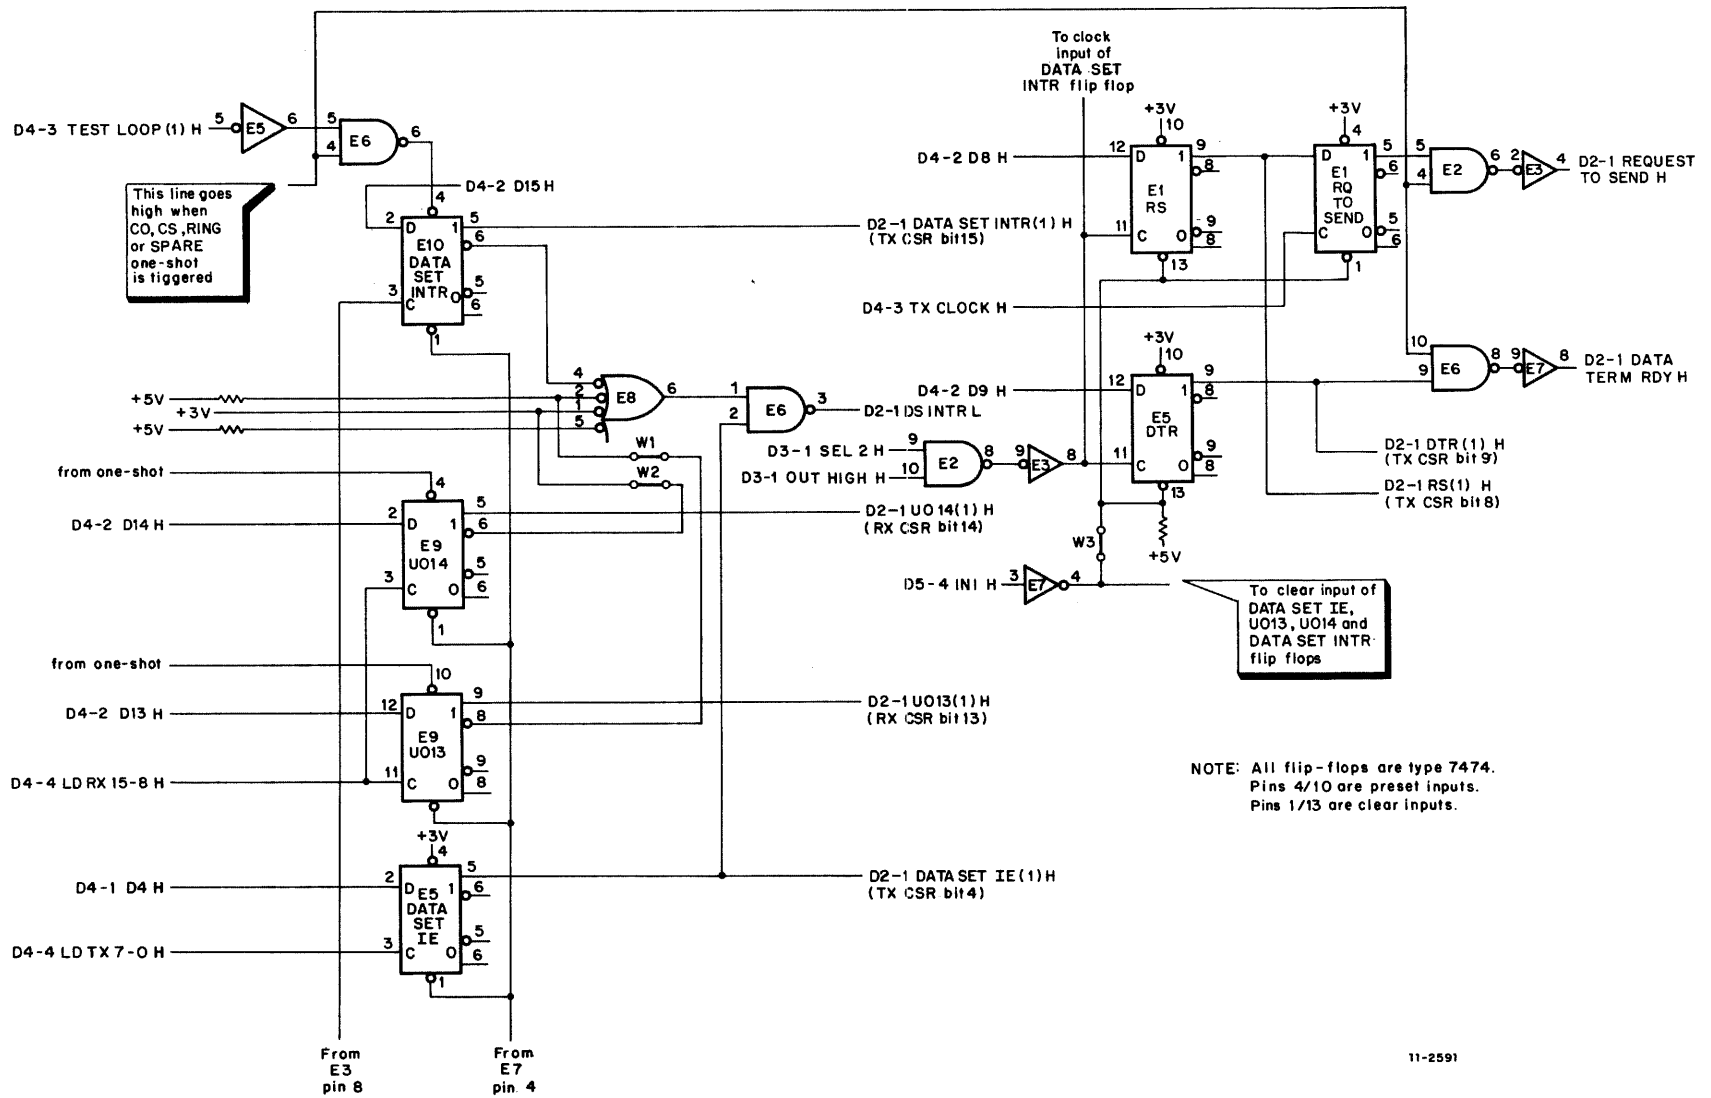 To clock
input of
DATA SET
INTR flip flop
D4-3 TEST LOOP(1) H
5
E5
6
5
4
E6
6
This line goes
high when
CO, CS, RING
or SPARE
one-shot
is tiggered
D4-2 D15 H
4
2
D
1
5
6
E10
DATA
SET
INTR
3
C
O
5
6
1
D2-1 DATA SET INTR(1) H
(TX CSR bit15)
+5V
+3V
+5V
4
2
1
5
E8
6
1
2
E6
3
D2-1 DS INTR L
W1
W2
from one-shot
4
D4-2 D14 H
2
D
1
5
6
E9
UO14
3
C
O
5
6
1
D2-1 UO14(1) H
(RX CSR bit14)
from one-shot
10
D4-2 D13 H
12
D
1
9
8
E9
UO13
D4-4 LD RX 15-8 H
11
C
O
9
8
D2-1 UO13(1) H
(RX CSR bit13)
+3V
4
D4-1 D4 H
2
D
1
5
6
E5
DATA
SET
IE
D4-4 LD TX 7-0 H
3
C
O
5
6
1
D2-1 DATA SET IE(1) H
(TX CSR bit4)
From
E3
pin 8
From
E7
pin 4
+3V
10
D4-2 D8 H
12
D
1
9
8
E1
RS
11
C
O
9
8
13
+3V
4
D
1
5
6
E1
RQ
TO
SEND
C
O
5
6
1
5
4
E2
6
2
E3
4
D2-1 REQUEST
TO SEND H
D4-3 TX CLOCK H
+3V
10
D4-2 D9 H
12
D
1
9
8
E5
DTR
11
C
O
9
8
13
10
9
E6
8
9
E7
8
D2-1 DATA
TERM RDY H
D3-1 SEL 2 H
9
D3-1 OUT HIGH H
10
E2
8
9
E3
8
D2-1 DTR(1) H
(TX CSR bit 9)
D2-1 RS(1) H
(TX CSR bit 8)
W3
+5V
D5-4 INI H
3
E7
4
To clear input of
DATA SET IE,
UO13, UO14 and
DATA SET INTR
flip flops
NOTE: All flip-flops are type 7474.
Pins 4/10 are preset inputs.
Pins 1/13 are clear inputs.
11-2591